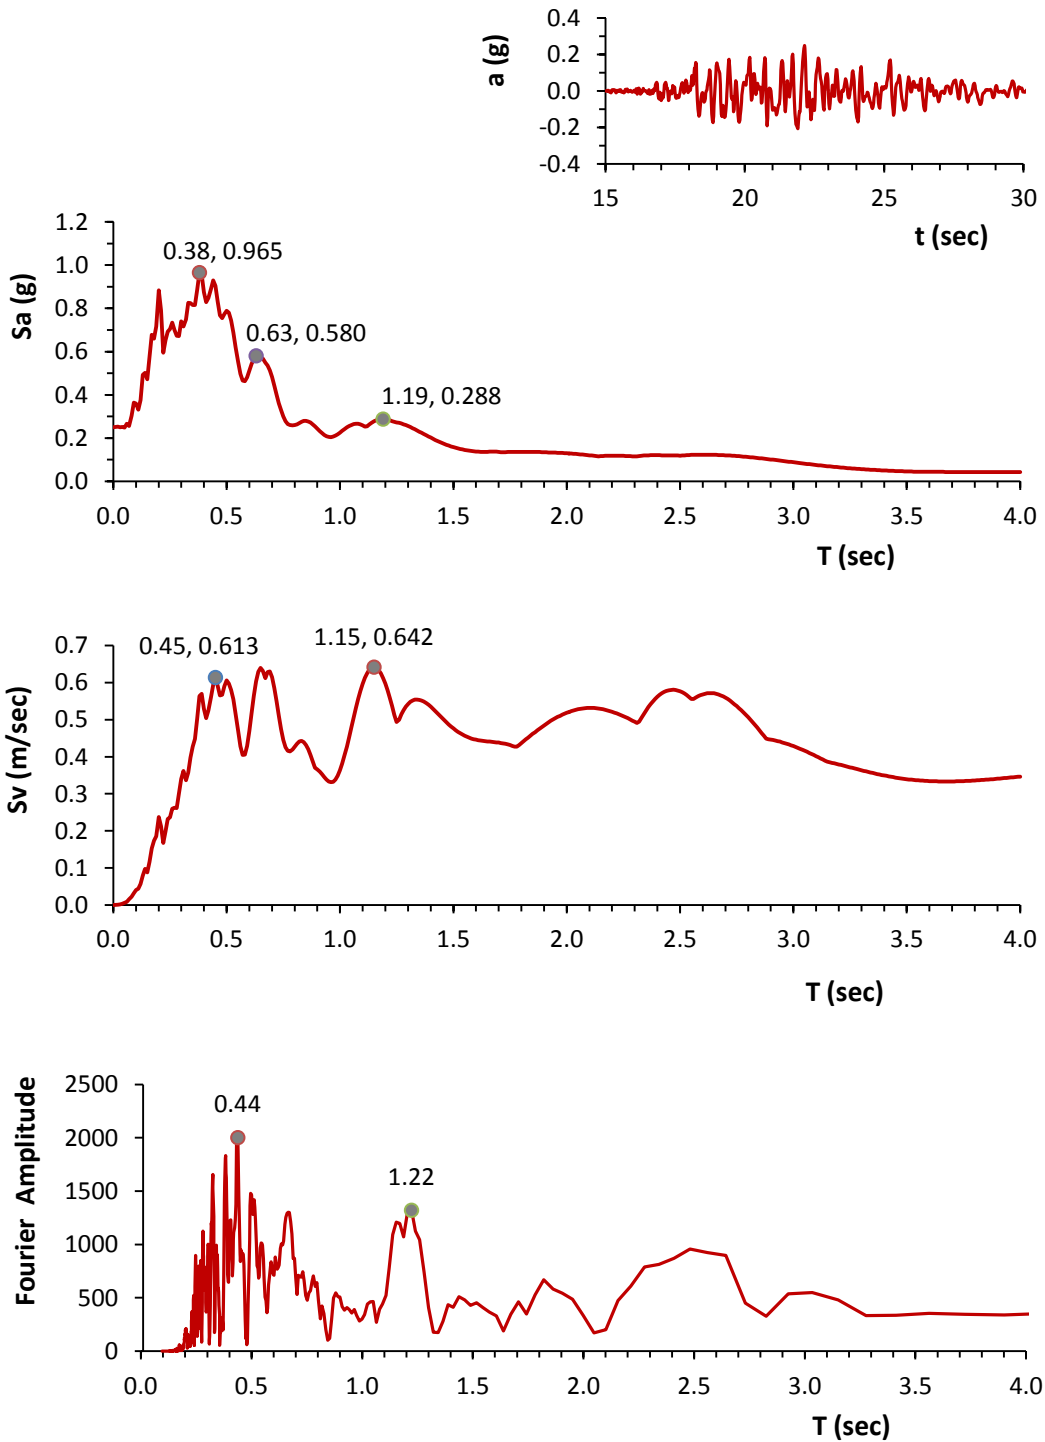 0.4
0.2
0.0
-0.2
-0.4
a (g)
15 20 25 30
t (sec)
1.2
1.0
0.8
0.6
0.4
0.2
0.0
Sa (g)
0.38, 0.965
0.63, 0.580
1.19, 0.288
0.0 0.5 1.0 1.5 2.0 2.5 3.0 3.5 4.0
T (sec)
0.7
0.6
0.5
0.4
0.3
0.2
0.1
0.0
Sv (m/sec)
0.45, 0.613
1.15, 0.642
0.0 0.5 1.0 1.5 2.0 2.5 3.0 3.5 4.0
T (sec)
2500
2000
1500
1000
500
0
Fourier Amplitude
0.44
1.22
0.0 0.5 1.0 1.5 2.0 2.5 3.0 3.5 4.0
T (sec)